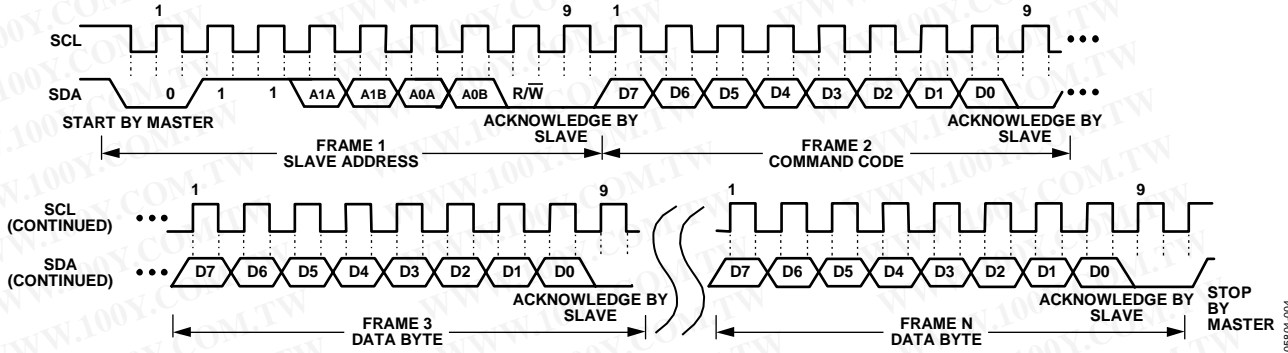 1 9 1 9
SCL
SDA 0 1 1 A1A A1B A0A A0B R/W D7 D6 D5 D4 D3 D2 D1 D0
START BY MASTER
ACKNOWLEDGE BY
SLAVE
ACKNOWLEDGE BY
SLAVE
FRAME 1
SLAVE ADDRESS
FRAME 2
COMMAND CODE
1 9 1 9
SCL
(CONTINUED)
SDA
(CONTINUED)
D7 D6 D5 D4 D3 D2 D1 D0
D7 D6 D5 D4 D3 D2 D1 D0
ACKNOWLEDGE BY
SLAVE
ACKNOWLEDGE BY
SLAVE
STOP
BY
MASTER
FRAME 3
DATA BYTE
FRAME N
DATA BYTE
WWW.100Y.COM.TW